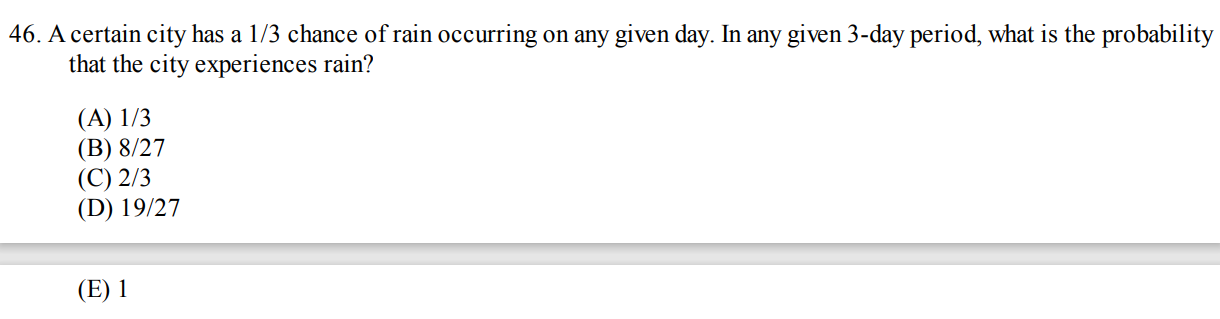 46. A certain city has a 1/3 chance of rain occurring on any given day. In any given 3-day period, what is the probability
that the city experiences rain?
(A) 1/3
(B) 8/27
(C) 2/3
(D) 19/27
(E) 1